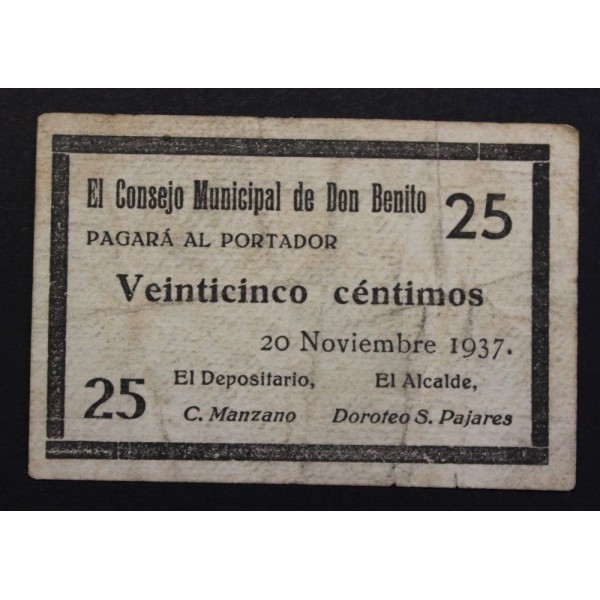 El Consejo Municipal de Don Benito 25
PAGARÁ AL PORTADOR
Veinticinco céntimos
20 Noviembre 1937.
25 El Depositario, El Alcalde,
C. Manzano Doroteo S. Pajares